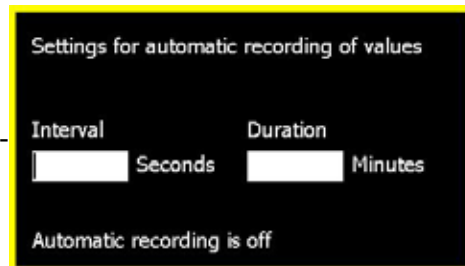 Settings for automatic recording of values
Interval Duration
Seconds Minutes
Automatic recording is off